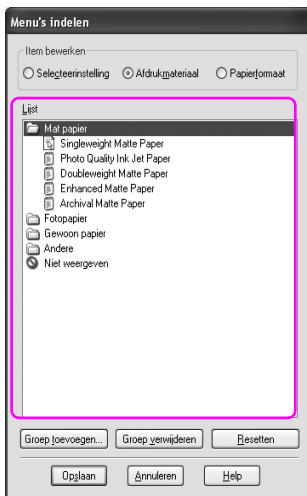 Menu's indelen
Item bewerken
Selecteerinstelling Afdrukmateriaal Papierformaat
Lijst
Mat papier
Singleweight Matte Paper
Photo Quality Ink Jet Paper
Doubleweight Matte Paper
Enhanced Matte Paper
Archival Matte Paper
Fotopapier
Gewoon papier
Andere
Niet weergeven
Groep toevoegen... Groep verwijderen Resetten
Opslaan Annuleren Help